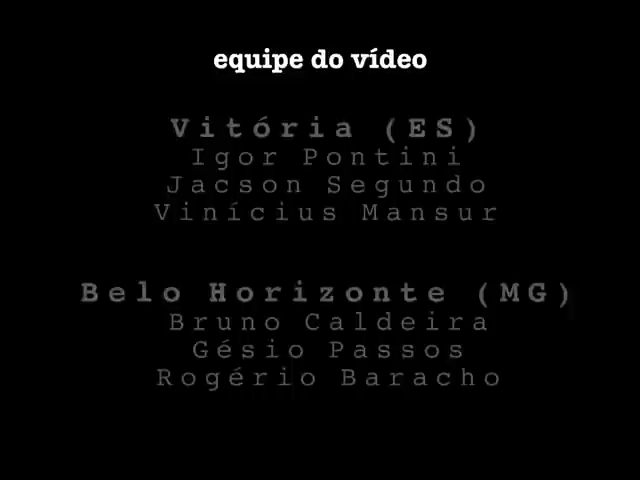 equipe do vídeo
Vitória (ES)
Igor Pontini
Jacson Segundo
Vinícius Mansur
Belo Horizonte (MG)
Bruno Caldeira
Gésio Passos
Rogério Baracho